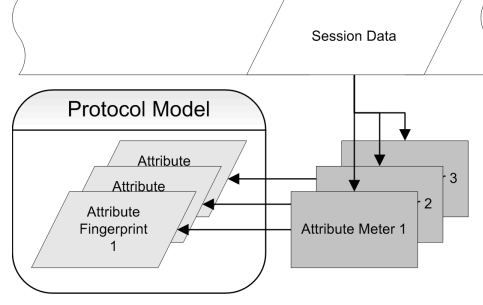 Session Data
Protocol Model
Attribute
Attribute
Attribute
Fingerprint
1
3
2
Attribute Meter 1